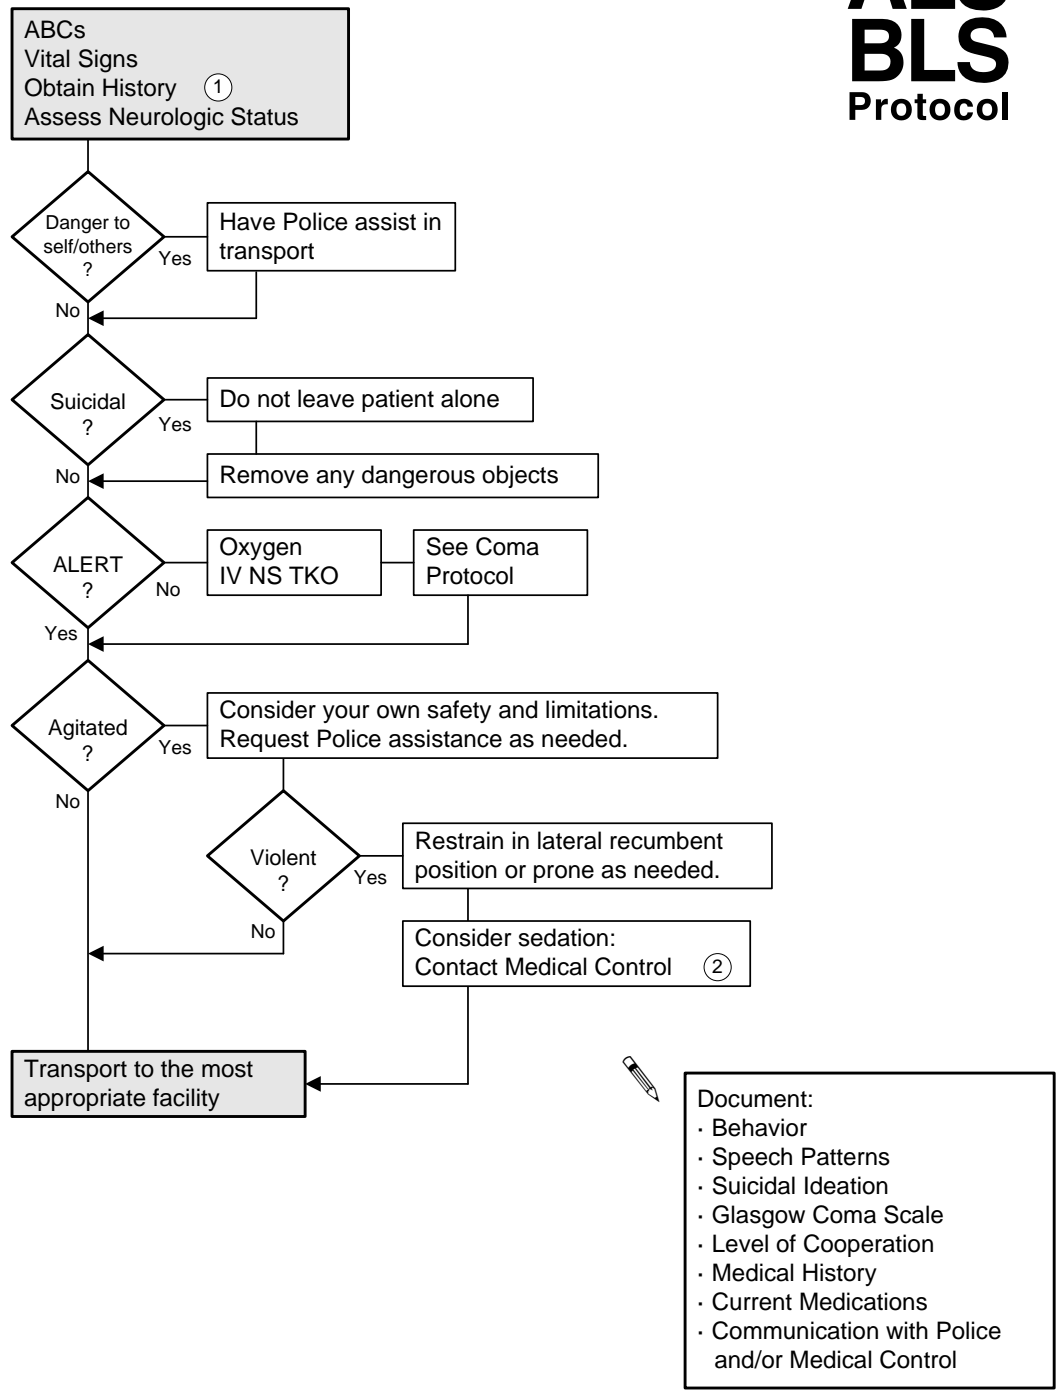 ABCs
Vital Signs
Obtain History 1
Assess Neurologic Status
BLS
Protocol
Danger to
self/others
?
Yes
Have Police assist in
transport
No
Suicidal
?
Yes
Do not leave patient alone
Remove any dangerous objects
No
ALERT
?
No
Oxygen
IV NS TKO
See Coma
Protocol
Yes
Agitated
?
Yes
Consider your own safety and limitations.
Request Police assistance as needed.
No
Violent
?
Yes
Restrain in lateral recumbent
position or prone as needed.
No
Consider sedation:
Contact Medical Control 2
Transport to the most
appropriate facility
Document:
· Behavior
· Speech Patterns
· Suicidal Ideation
· Glasgow Coma Scale
· Level of Cooperation
· Medical History
· Current Medications
· Communication with Police
and/or Medical Control